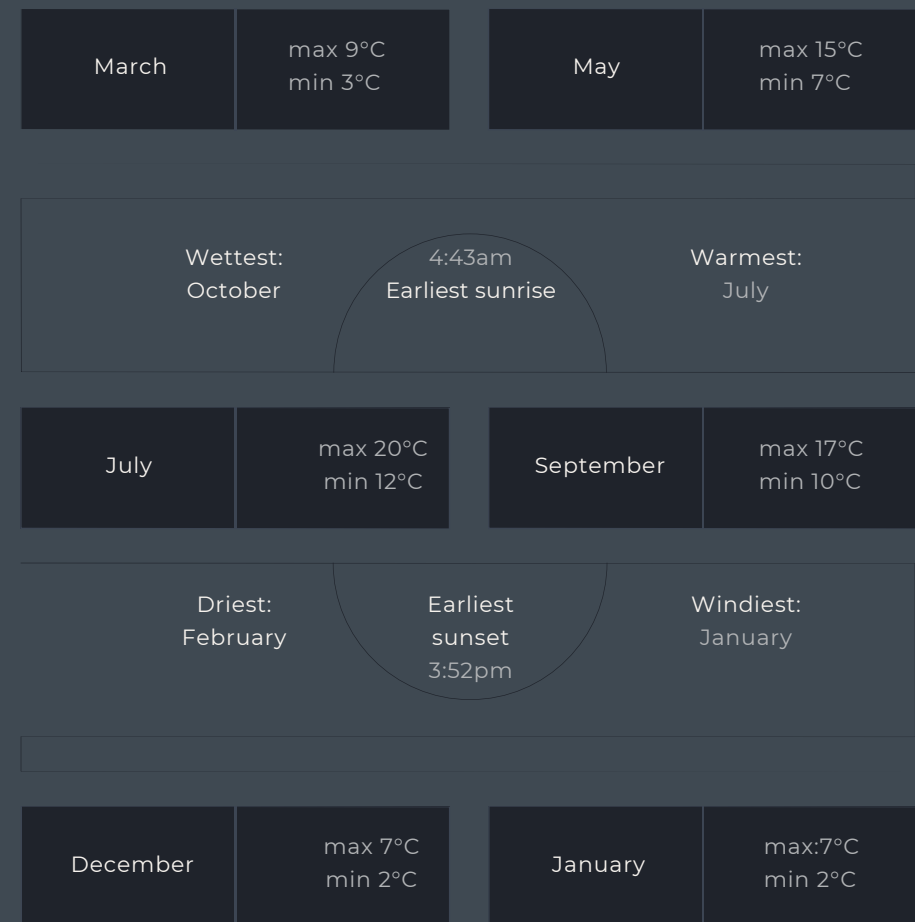 March
max 9°C
min 3°C
May
max 15°C
min 7°C
Wettest:
October
4:43am
Earliest sunrise
Warmest:
July
July
max 20°C
min 12°C
September
max 17°C
min 10°C
Driest:
February
Earliest
sunset
3:52pm
Windiest:
January
December
max 7°C
min 2°C
January
max:7°C
min 2°C